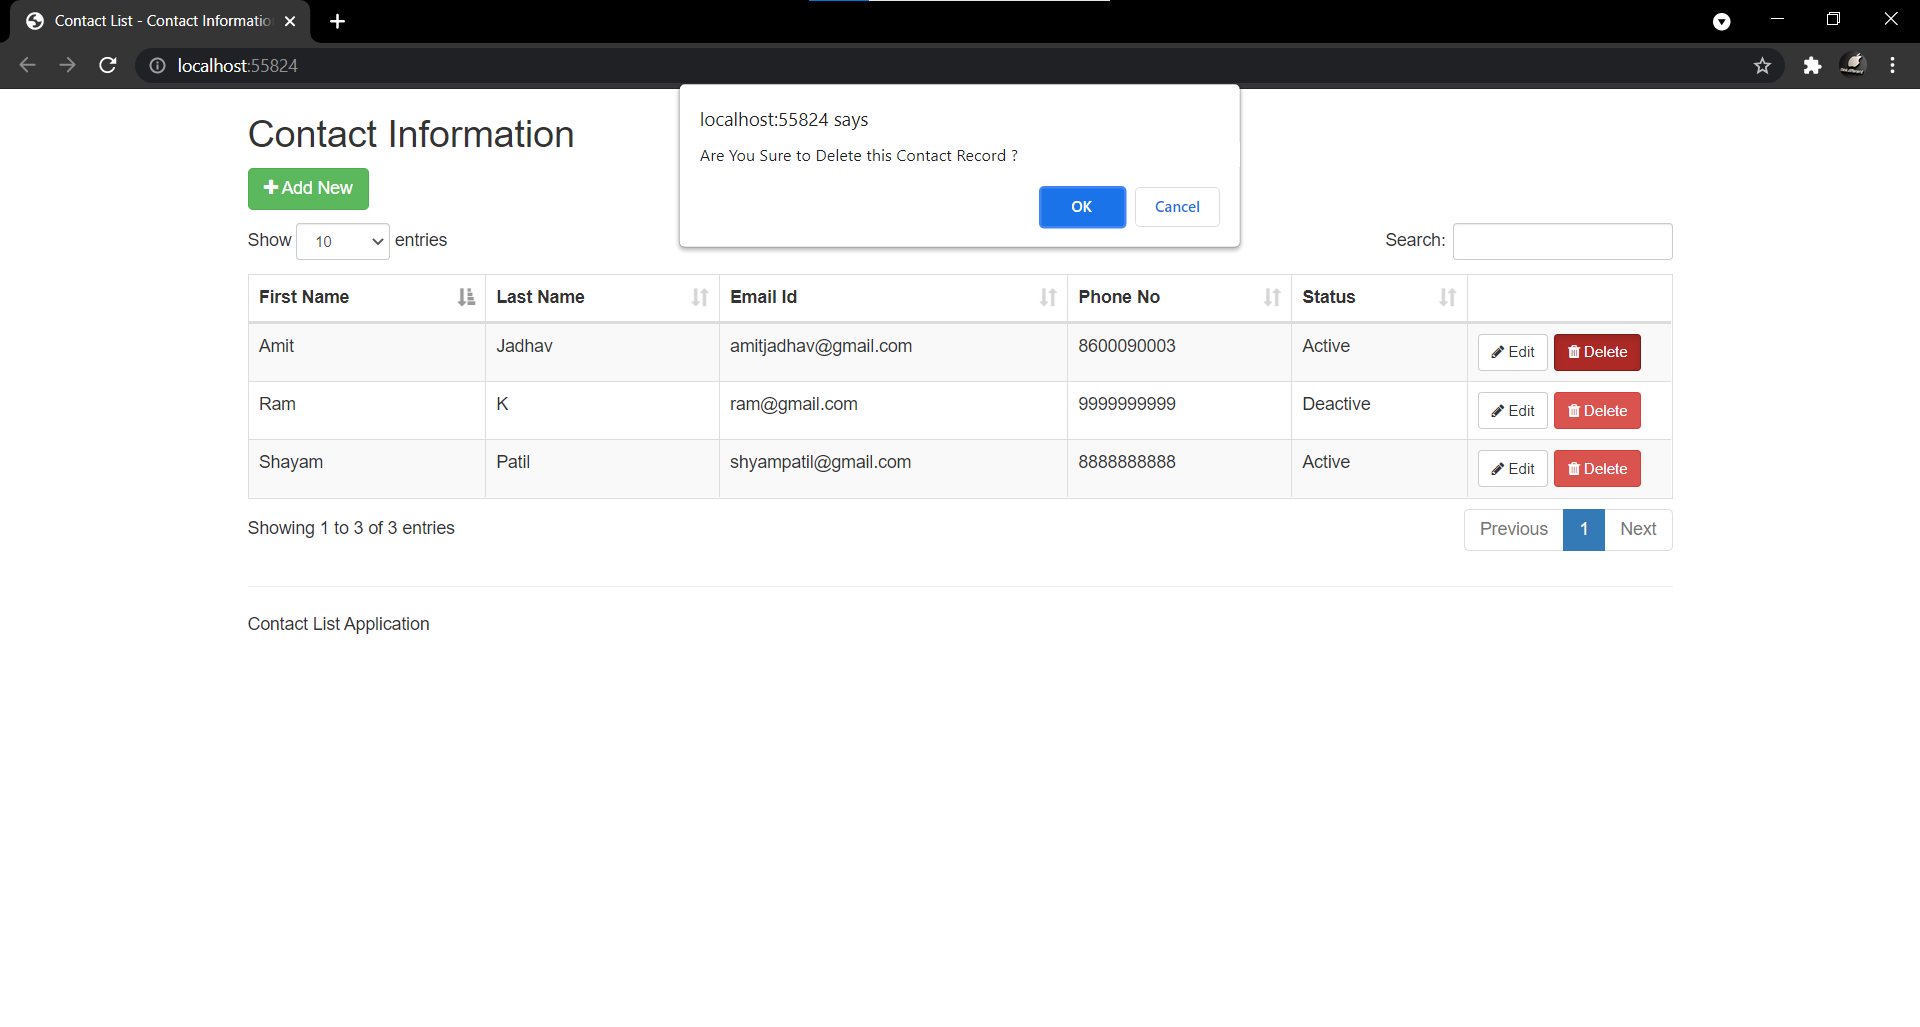 Contact List - Contact Informatio
localhost:55824
localhost:55824 says
Are You Sure to Delete this Contact Record ?
OK Cancel
Contact Information
Add New
Show 10 entries Search:
First Name Last Name Email Id Phone No Status
Amit Jadhav amitjadhav@gmail.com 8600090003 Active Edit Delete
Ram K ram@gmail.com 9999999999 Deactive Edit Delete
Shayam Patil shyampatil@gmail.com 8888888888 Active Edit Delete
Showing 1 to 3 of 3 entries Previous 1 Next
Contact List Application